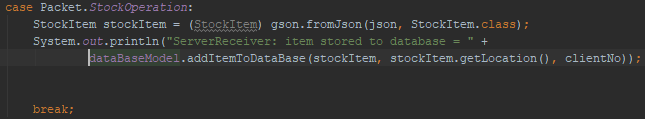 case Packet.StockOperation:
StockItem stockItem = (StockItem) gson.fromJson(json, StockItem.class);
System.out.println("ServerReceiver: item stored to database = " +
dataBaseModel.addItemToDataBase(stockItem, stockItem.getLocation(), clientNo));
break;